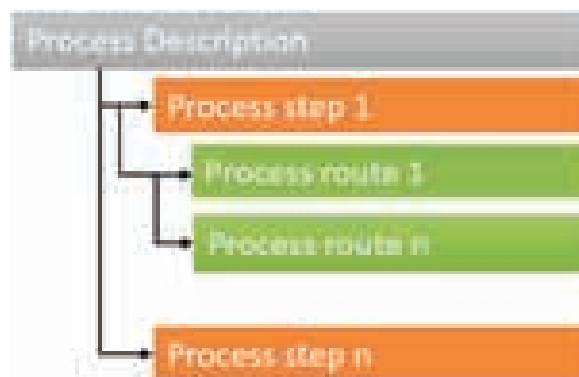 Process Description
Process step 1
Process route 1
Process route n
Process step n